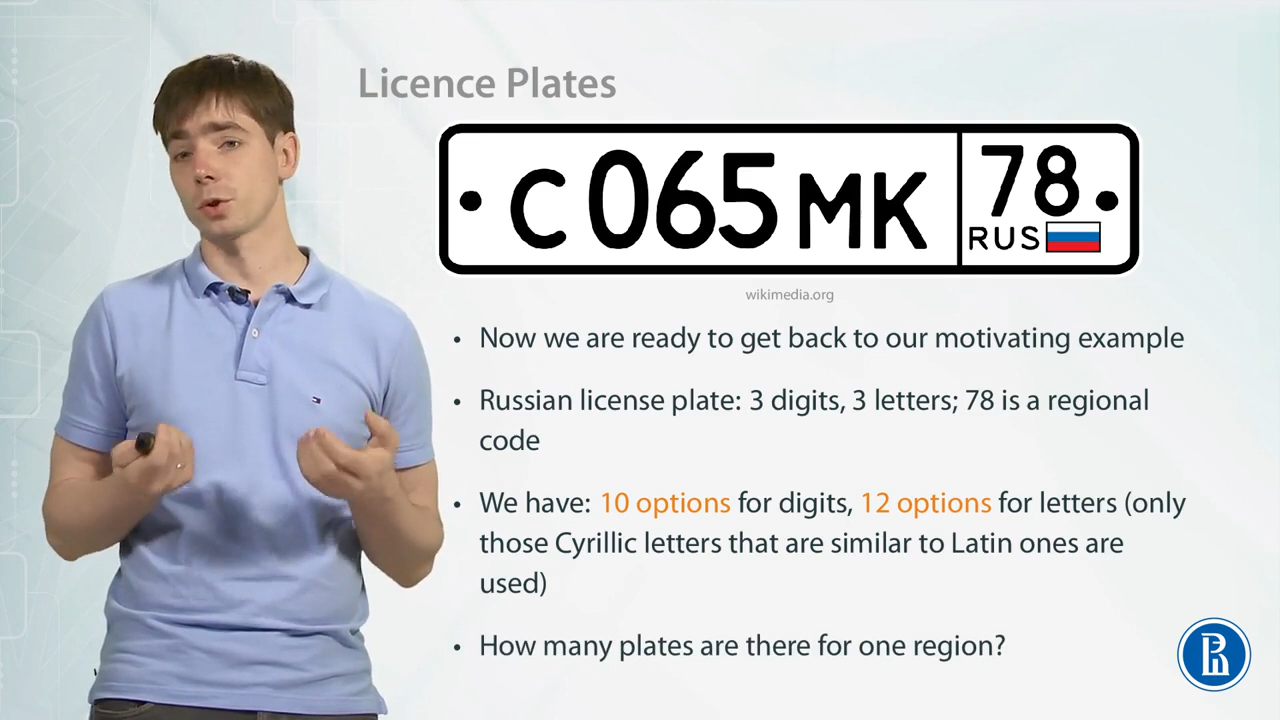 Licence Plates
С065МК
78
RUS
wikimedia.org
• Now we are ready to get back to our motivating example
• Russian license plate: 3 digits, 3 letters; 78 is a regional
code
• We have: 10 options for digits, 12 options for letters (only
those Cyrillic letters that are similar to Latin ones are
used)
• How many plates are there for one region?